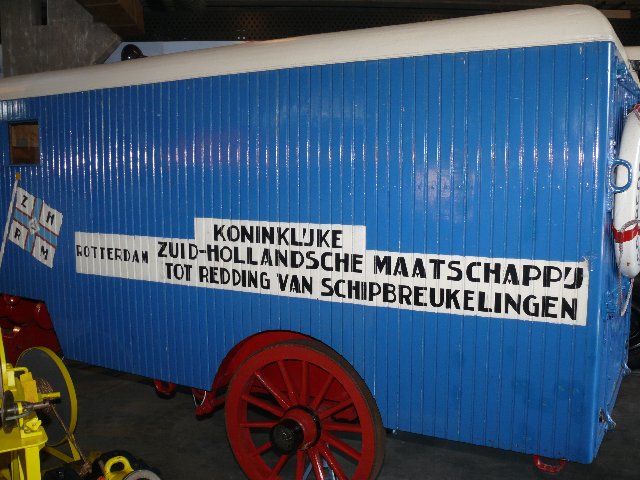 Z H
R M
KONINKLIJKE
ROTTERDAM ZUID-HOLLANDSCHE MAATSCHAPPIJ
TOT REDDING VAN SCHIPBREUKELINGEN